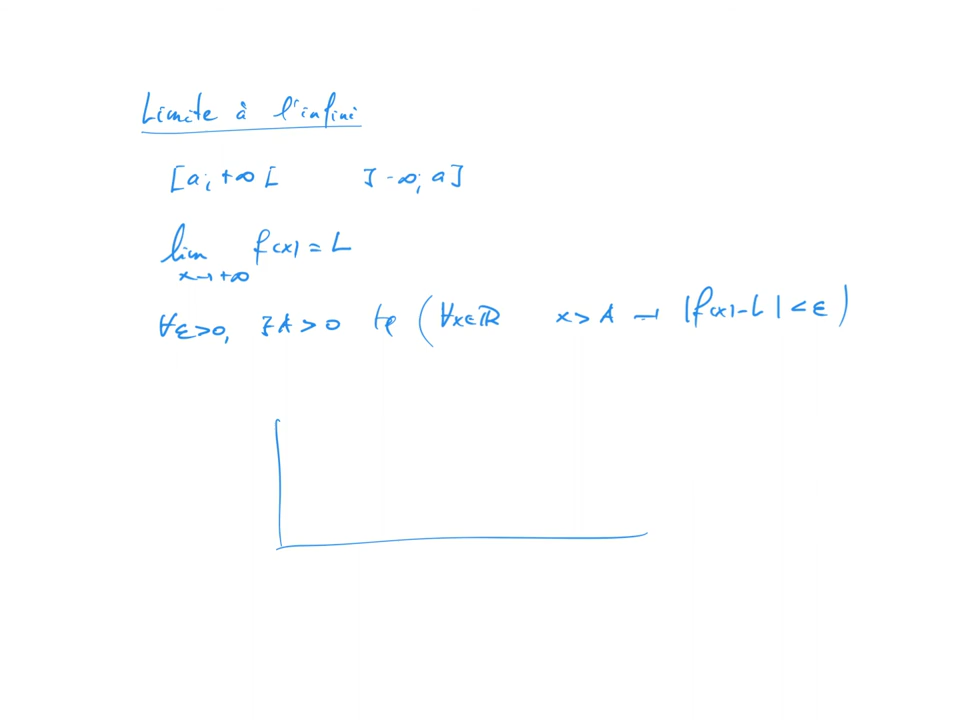 Limite à l'infini
[a; +∞[ ]-∞; a]
lim f(x) = L
x→+∞
∀ε>0, ∃A>0 tq (∀x∈ℝ x>A → |f(x)-L|<ε)